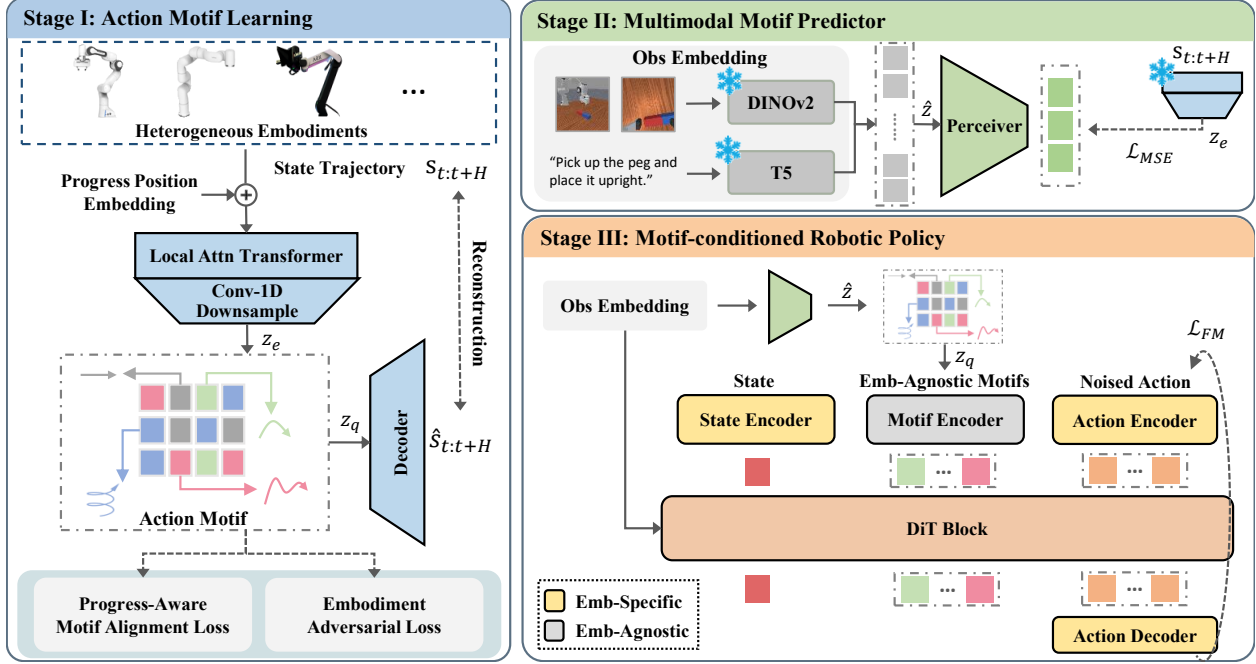 Stage I: Action Motif Learning
...
Heterogeneous Embodiments
State Trajectory
Progress Position
Embedding
+
S_{t:t+H}
Local Attn Transformer
Conv-1D
Downsample
z_e
Reconstruction
z_q
Decoder
ŝ_{t:t+H}
Action Motif
Progress-Aware
Motif Alignment Loss
Embodiment
Adversarial Loss
Stage II: Multimodal Motif Predictor
Obs Embedding
DINOv2
"Pick up the peg and
place it upright."
T5
ẑ
Perceiver
S_{t:t+H}
z_e
ℒ_{MSE}
Stage III: Motif-conditioned Robotic Policy
Obs Embedding
ẑ
z_q
ℒ_{FM}
State
Emb-Agnostic Motifs
Noised Action
State Encoder
Motif Encoder
Action Encoder
...
...
DiT Block
...
...
Emb-Specific
Emb-Agnostic
Action Decoder